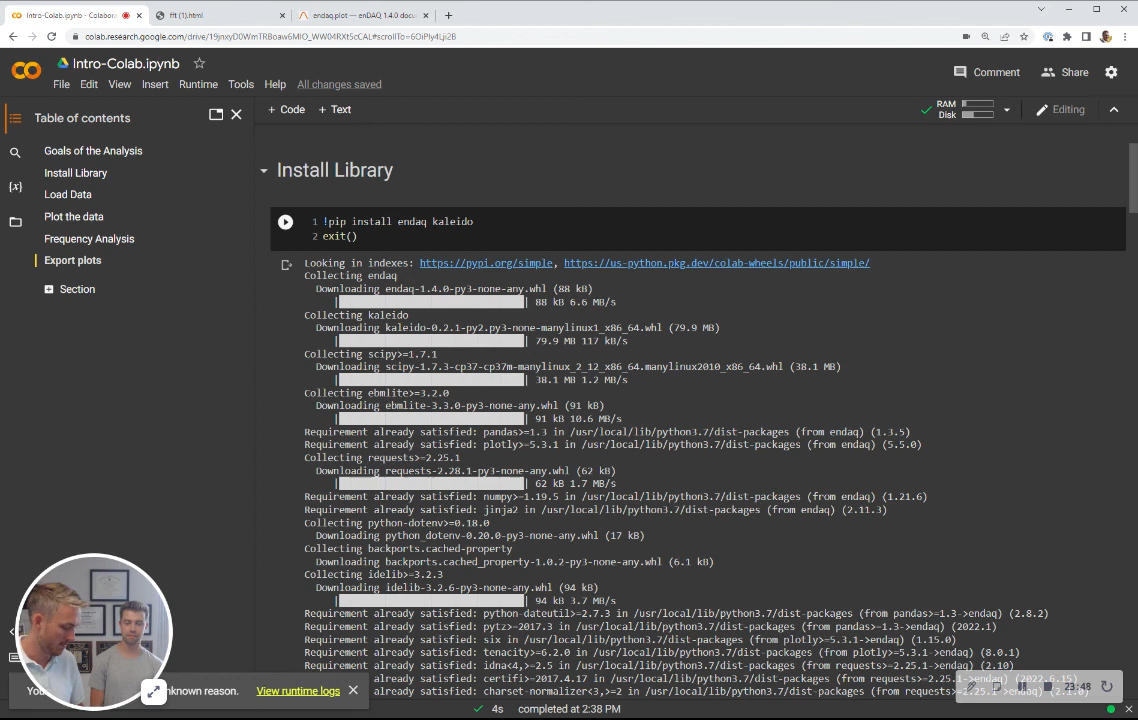 Intro-Colab.ipynb - Colabora
fft (1).html
endaq.plot — enDAQ 1.4.0 docu
colab.research.google.com/drive/19jnxyD0WmTRBoaw6MIO_WW04RXt5cCAL#scrollTo=6OiPIy4Lji2B
Intro-Colab.ipynb
File Edit View Insert Runtime Tools Help All changes saved
Comment Share
Table of contents
+ Code + Text
RAM
Disk
Editing
Goals of the Analysis
Install Library
Load Data
Plot the data
Frequency Analysis
Export plots
Section
Install Library
1 !pip install endaq kaleido
2 exit()
Looking in indexes: https://pypi.org/simple, https://us-python.pkg.dev/colab-wheels/public/simple/
Collecting endaq
Downloading endaq-1.4.0-py3-none-any.whl (88 kB)
|████████████████████████████████| 88 kB 6.6 MB/s
Collecting kaleido
Downloading kaleido-0.2.1-py2.py3-none-manylinux1_x86_64.whl (79.9 MB)
|████████████████████████████████| 79.9 MB 117 kB/s
Collecting scipy>=1.7.1
Downloading scipy-1.7.3-cp37-cp37m-manylinux_2_12_x86_64.manylinux2010_x86_64.whl (38.1 MB)
|████████████████████████████████| 38.1 MB 1.2 MB/s
Collecting ebmlite>=3.2.0
Downloading ebmlite-3.3.0-py3-none-any.whl (91 kB)
|████████████████████████████████| 91 kB 10.6 MB/s
Requirement already satisfied: pandas>=1.3 in /usr/local/lib/python3.7/dist-packages (from endaq) (1.3.5)
Requirement already satisfied: plotly>=5.3.1 in /usr/local/lib/python3.7/dist-packages (from endaq) (5.5.0)
Collecting requests>=2.25.1
Downloading requests-2.28.1-py3-none-any.whl (62 kB)
|████████████████████████████████| 62 kB 1.7 MB/s
Requirement already satisfied: numpy>=1.19.5 in /usr/local/lib/python3.7/dist-packages (from endaq) (1.21.6)
Requirement already satisfied: jinja2 in /usr/local/lib/python3.7/dist-packages (from endaq) (2.11.3)
Collecting python-dotenv>=0.18.0
Downloading python_dotenv-0.20.0-py3-none-any.whl (17 kB)
Collecting backports.cached-property
Downloading backports.cached_property-1.0.2-py3-none-any.whl (6.1 kB)
Collecting idelib>=3.2.3
Downloading idelib-3.2.6-py3-none-any.whl (94 kB)
|████████████████████████████████| 94 kB 3.7 MB/s
Requirement already satisfied: python-dateutil>=2.7.3 in /usr/local/lib/python3.7/dist-packages (from pandas>=1.3->endaq) (2.8.2)
Requirement already satisfied: pytz>=2017.3 in /usr/local/lib/python3.7/dist-packages (from pandas>=1.3->endaq) (2022.1)
Requirement already satisfied: six in /usr/local/lib/python3.7/dist-packages (from plotly>=5.3.1->endaq) (1.15.0)
Requirement already satisfied: tenacity>=6.2.0 in /usr/local/lib/python3.7/dist-packages (from plotly>=5.3.1->endaq) (8.0.1)
Requirement already satisfied: idna<4,>=2.5 in /usr/local/lib/python3.7/dist-packages (from requests>=2.25.1->endaq) (2.10)
satisfied: certifi>=2017.4.17 in /usr/local/lib/python3.7/dist-packages (from requests>=2.25.1->endaq) (2022.6.15)
satisfied: charset-normalizer<3,>=2 in /usr/local/lib/python3.7/dist-packages (from requests>=2.25.1->endaq) (2.1.0)
You nknown reason. View runtime logs
23:48
4s completed at 2:38 PM